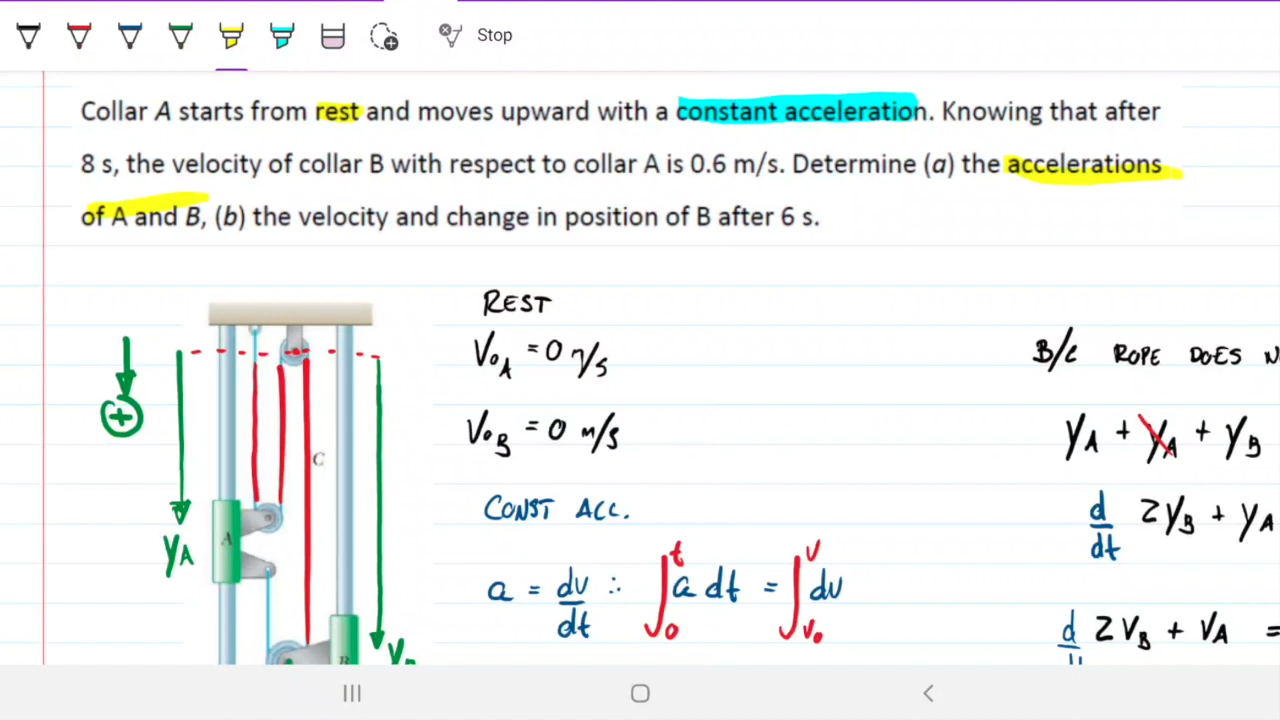 Stop
Collar A starts from rest and moves upward with a constant acceleration. Knowing that after
8 s, the velocity of collar B with respect to collar A is 0.6 m/s. Determine (a) the accelerations
of A and B, (b) the velocity and change in position of B after 6 s.
REST
V₀A = 0 m/s
V₀B = 0 m/s
CONST ACC.
a = dv/dt ∴ ∫₀ᵗ a dt = ∫ᵥ₀ᵛ dv
+
yA
C
A
B
B/C ROPE DOES
yA + yA + yB
d/dt 2yB + yA
d 2VB + VA =